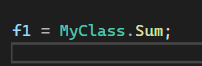 f1 = MyClass.Sum;